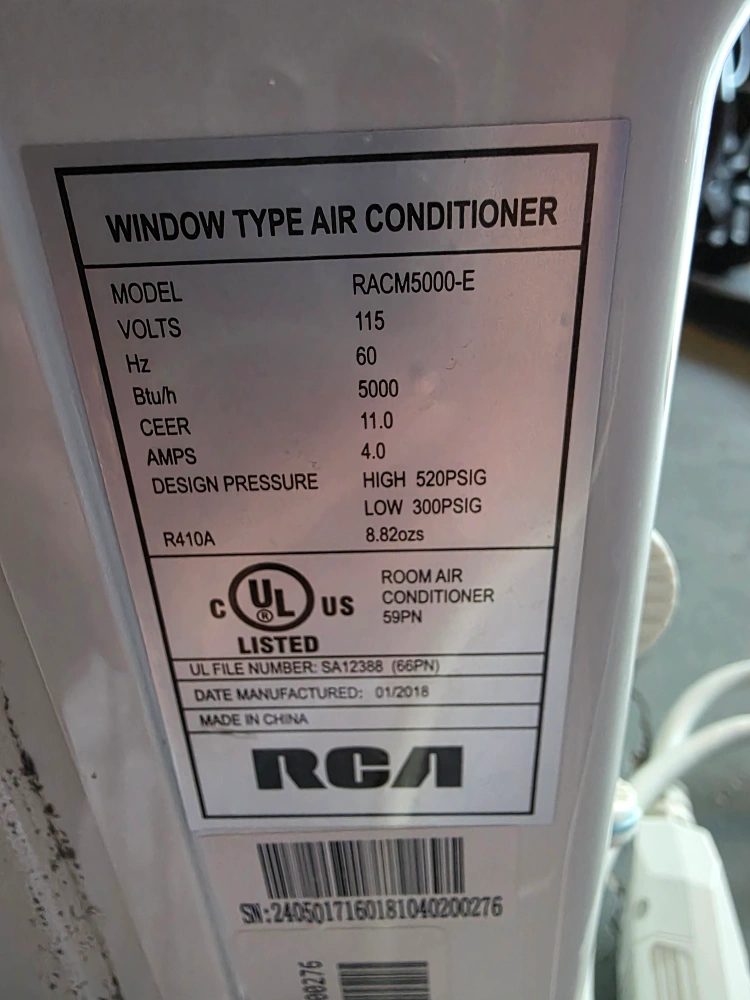 WINDOW TYPE AIR CONDITIONER
MODEL RACM5000-E
VOLTS 115
Hz 60
Btu/h 5000
CEER 11.0
AMPS 4.0
DESIGN PRESSURE HIGH 520PSIG
LOW 300PSIG
R410A 8.82ozs
C UL ® US
LISTED
ROOM AIR
CONDITIONER
59PN
UL FILE NUMBER: SA12388 (66PN)
DATE MANUFACTURED: 01/2018
MADE IN CHINA
RCA
SN:2405017160181040200276
00276